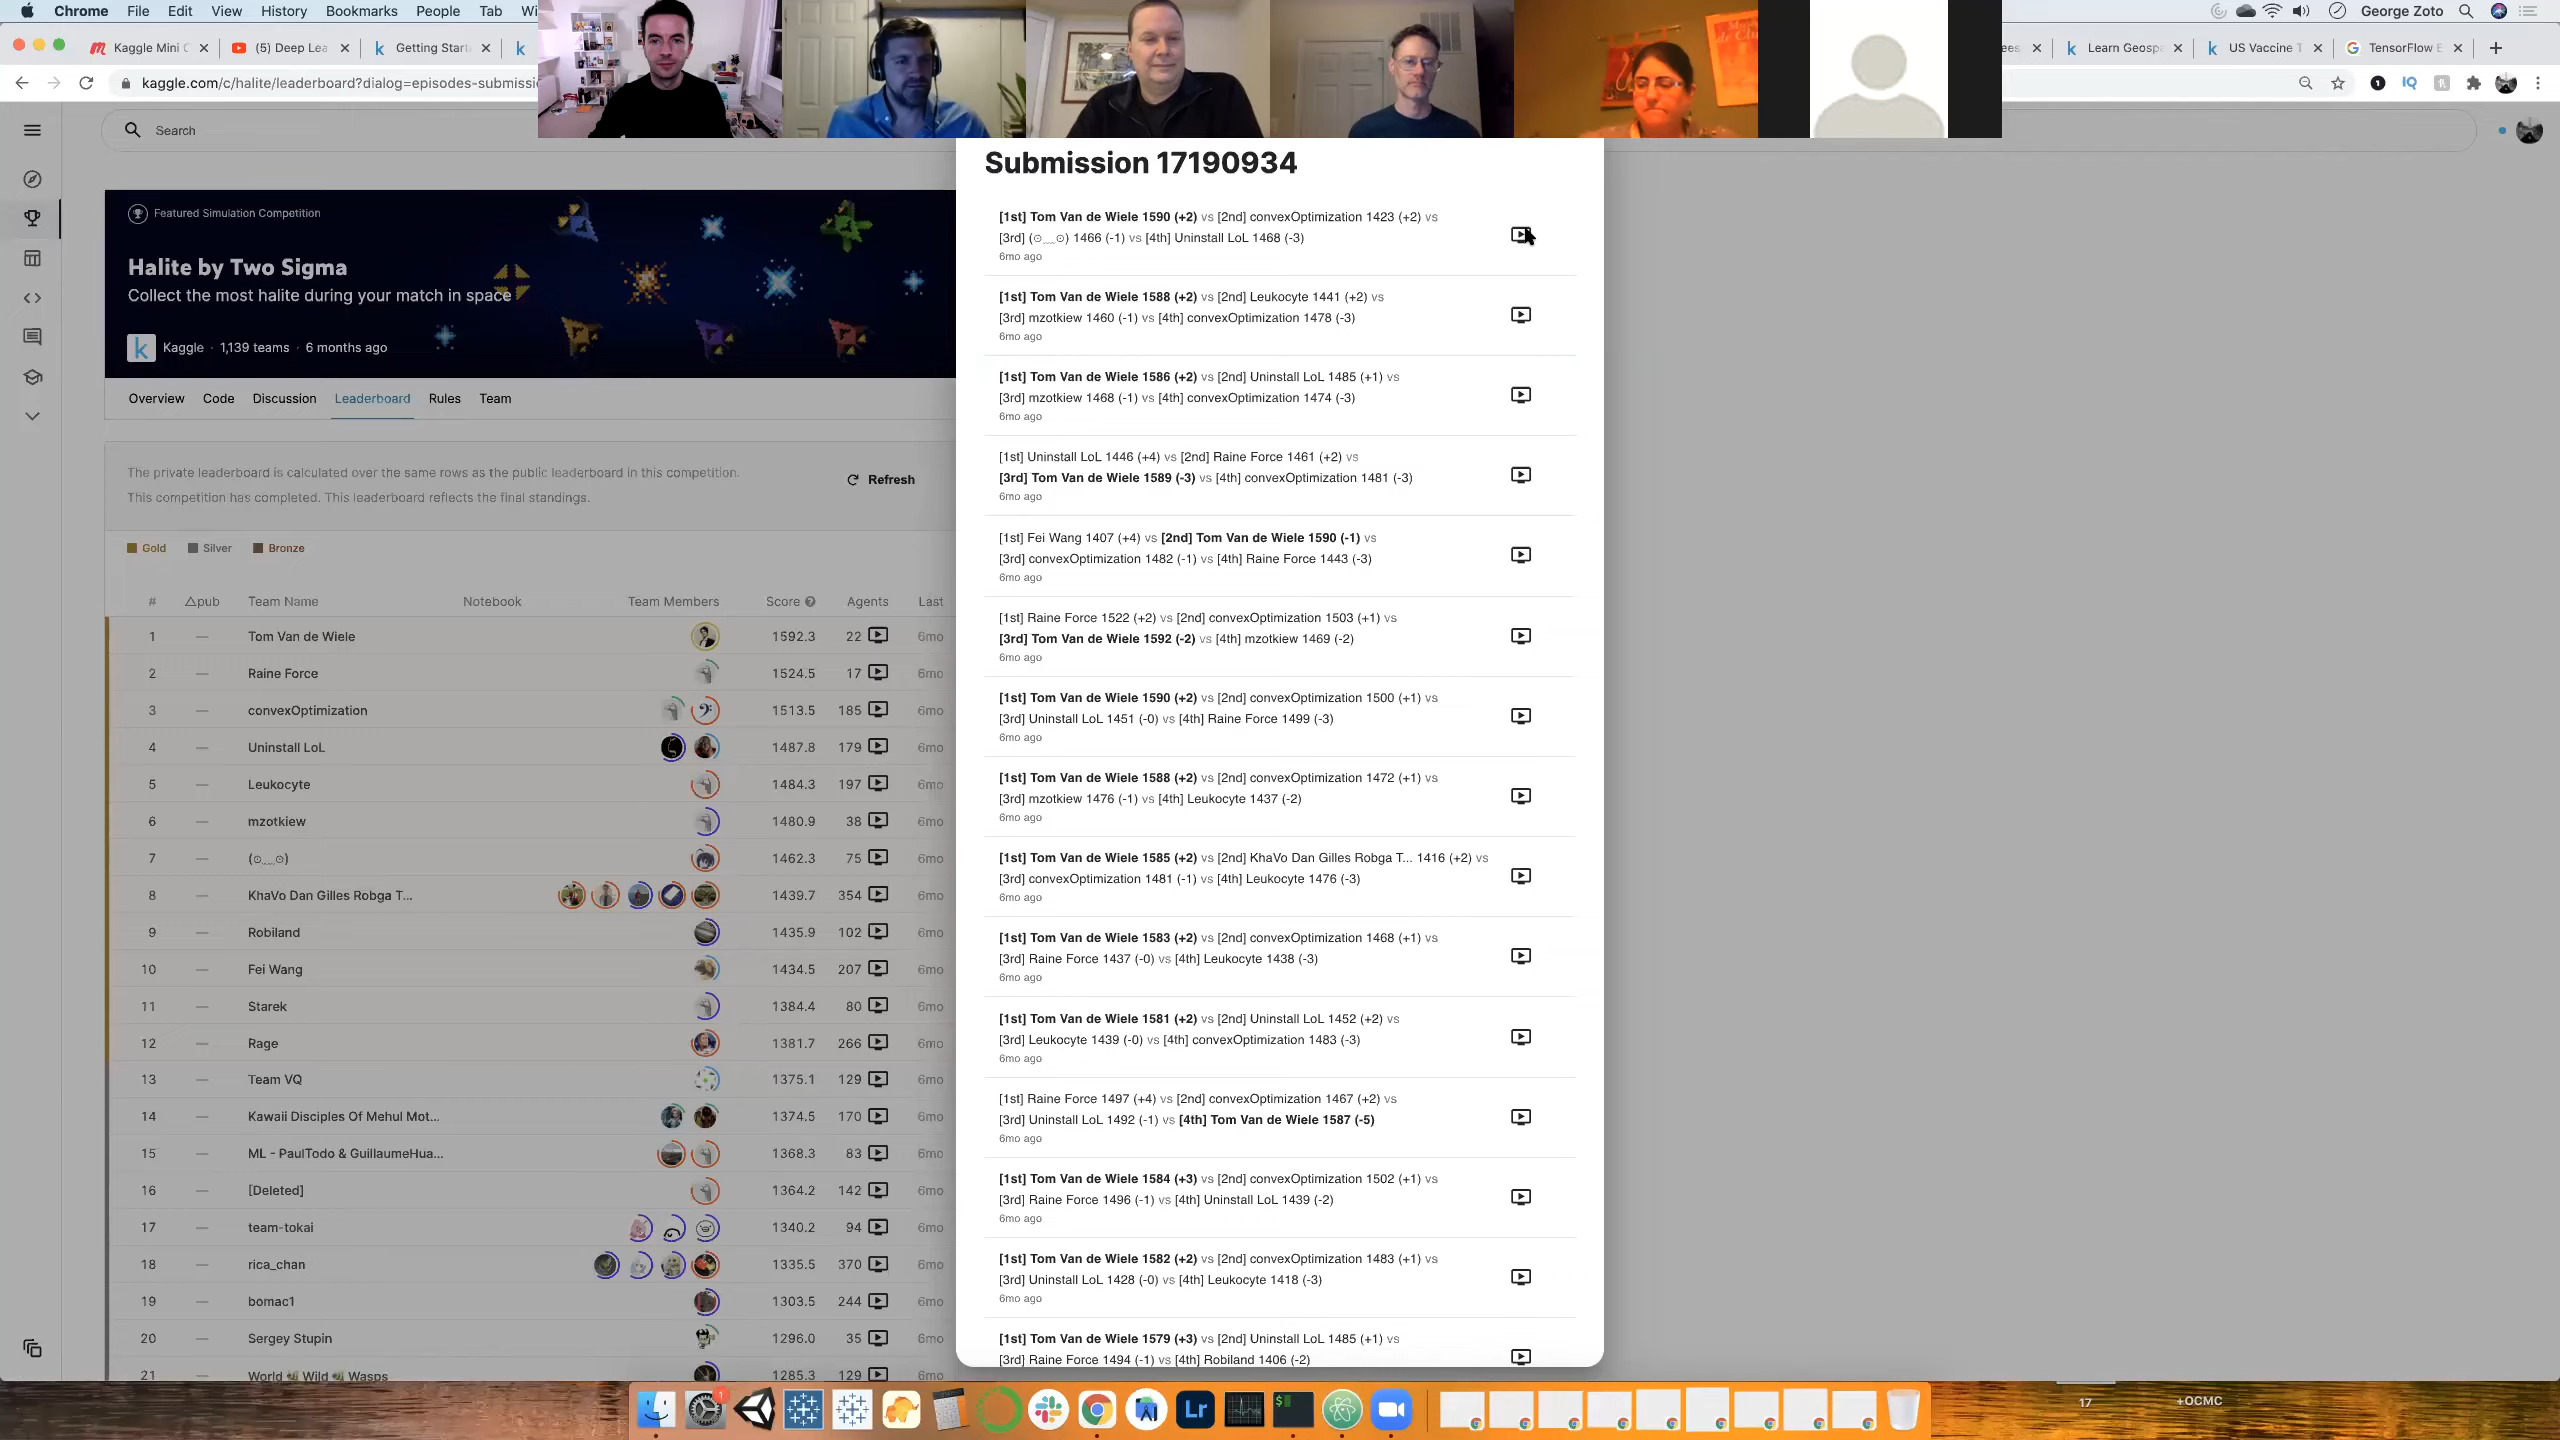 Chrome File Edit View History Bookmarks People Tab
George Zoto
Kaggle Mini
(5) Deep Lea
Getting Start
Learn Geosp
US Vaccine T
TensorFlow E
kaggle.com/c/halite/leaderboard?dialog=episodes-submissi
Search
Featured Simulation Competition
Halite by Two Sigma
Collect the most halite during your match in space
Kaggle · 1,139 teams · 6 months ago
Overview Code Discussion Leaderboard Rules Team
The private leaderboard is calculated over the same rows as the public leaderboard in this competition.
This competition has completed. This leaderboard reflects the final standings.
Refresh
Gold Silver Bronze
# △pub Team Name Notebook Team Members Score Agents Last
1 — Tom Van de Wiele 1592.3 22 6mo
2 — Raine Force 1524.5 17 6mo
3 — convexOptimization 1513.5 185 6mo
4 — Uninstall LoL 1487.8 179 6mo
5 — Leukocyte 1484.3 197 6mo
6 — mzotkiew 1480.9 38 6mo
7 — (⊙﹏⊙) 1462.3 75 6mo
8 — KhaVo Dan Gilles Robga T... 1439.7 354 6mo
9 — Robiland 1435.9 102 6mo
10 — Fei Wang 1434.5 207 6mo
11 — Starek 1384.4 80 6mo
12 — Rage 1381.7 266 6mo
13 — Team VQ 1375.1 129 6mo
14 — Kawaii Disciples Of Mehul Mot... 1374.5 170 6mo
15 — ML - PaulTodo & GuillaumeHua... 1368.3 83 6mo
16 — [Deleted] 1364.2 142 6mo
17 — team-tokai 1340.2 94 6mo
18 — rica_chan 1335.5 370 6mo
19 — bomac1 1303.5 244 6mo
20 — Sergey Stupin 1296.0 35 6mo
21 — World Wild Wasps 1285.3 129 6mo
Submission 17190934
[1st] Tom Van de Wiele 1590 (+2) vs [2nd] convexOptimization 1423 (+2) vs
[3rd] (⊙﹏⊙) 1466 (-1) vs [4th] Uninstall LoL 1468 (-3)
6mo ago
[1st] Tom Van de Wiele 1588 (+2) vs [2nd] Leukocyte 1441 (+2) vs
[3rd] mzotkiew 1460 (-1) vs [4th] convexOptimization 1478 (-3)
6mo ago
[1st] Tom Van de Wiele 1586 (+2) vs [2nd] Uninstall LoL 1485 (+1) vs
[3rd] mzotkiew 1468 (-1) vs [4th] convexOptimization 1474 (-3)
6mo ago
[1st] Uninstall LoL 1446 (+4) vs [2nd] Raine Force 1461 (+2) vs
[3rd] Tom Van de Wiele 1589 (-3) vs [4th] convexOptimization 1481 (-3)
6mo ago
[1st] Fei Wang 1407 (+4) vs [2nd] Tom Van de Wiele 1590 (-1) vs
[3rd] convexOptimization 1482 (-1) vs [4th] Raine Force 1443 (-3)
6mo ago
[1st] Raine Force 1522 (+2) vs [2nd] convexOptimization 1503 (+1) vs
[3rd] Tom Van de Wiele 1592 (-2) vs [4th] mzotkiew 1469 (-2)
6mo ago
[1st] Tom Van de Wiele 1590 (+2) vs [2nd] convexOptimization 1500 (+1) vs
[3rd] Uninstall LoL 1451 (-0) vs [4th] Raine Force 1499 (-3)
6mo ago
[1st] Tom Van de Wiele 1588 (+2) vs [2nd] convexOptimization 1472 (+1) vs
[3rd] mzotkiew 1476 (-1) vs [4th] Leukocyte 1437 (-2)
6mo ago
[1st] Tom Van de Wiele 1585 (+2) vs [2nd] KhaVo Dan Gilles Robga T... 1416 (+2) vs
[3rd] convexOptimization 1481 (-1) vs [4th] Leukocyte 1476 (-3)
6mo ago
[1st] Tom Van de Wiele 1583 (+2) vs [2nd] convexOptimization 1468 (+1) vs
[3rd] Raine Force 1437 (-0) vs [4th] Leukocyte 1438 (-3)
6mo ago
[1st] Tom Van de Wiele 1581 (+2) vs [2nd] Uninstall LoL 1452 (+2) vs
[3rd] Leukocyte 1439 (-0) vs [4th] convexOptimization 1483 (-3)
6mo ago
[1st] Raine Force 1497 (+4) vs [2nd] convexOptimization 1467 (+2) vs
[3rd] Uninstall LoL 1492 (-1) vs [4th] Tom Van de Wiele 1587 (-5)
6mo ago
[1st] Tom Van de Wiele 1584 (+3) vs [2nd] convexOptimization 1502 (+1) vs
[3rd] Raine Force 1496 (-1) vs [4th] Uninstall LoL 1439 (-2)
6mo ago
[1st] Tom Van de Wiele 1582 (+2) vs [2nd] convexOptimization 1483 (+1) vs
[3rd] Uninstall LoL 1428 (-0) vs [4th] Leukocyte 1418 (-3)
6mo ago
[1st] Tom Van de Wiele 1579 (+3) vs [2nd] Uninstall LoL 1485 (+1) vs
[3rd] Raine Force 1494 (-1) vs [4th] Robiland 1406 (-2)
Lr
17
+OCMC